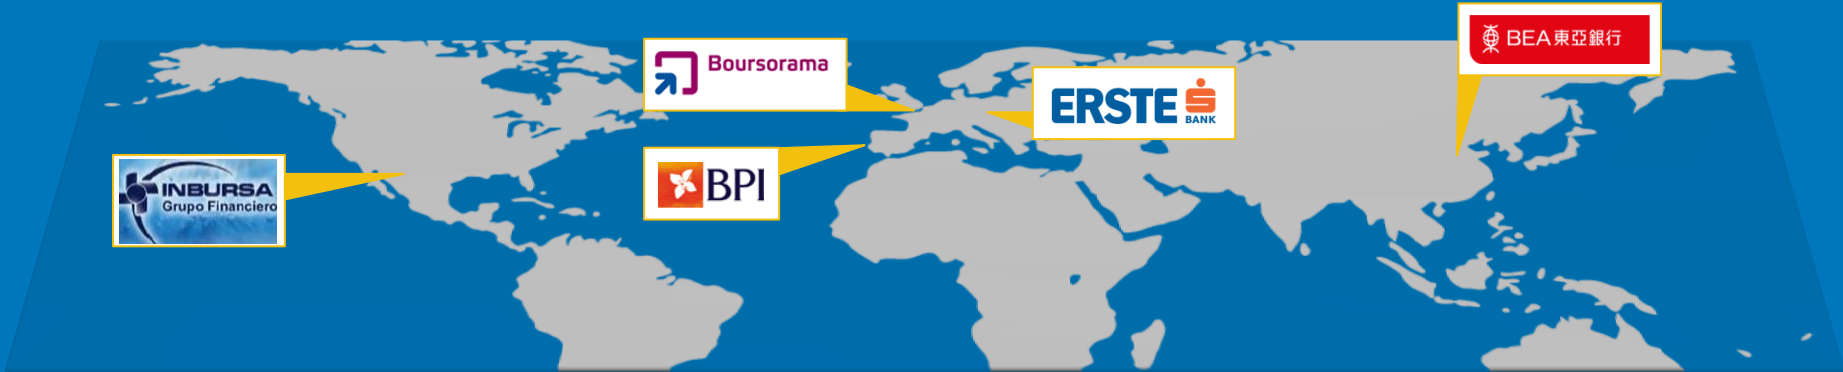 INBURSA
Grupo Financiero
Boursorama
BPI
ERSTE
BANK
BEA東亞銀行